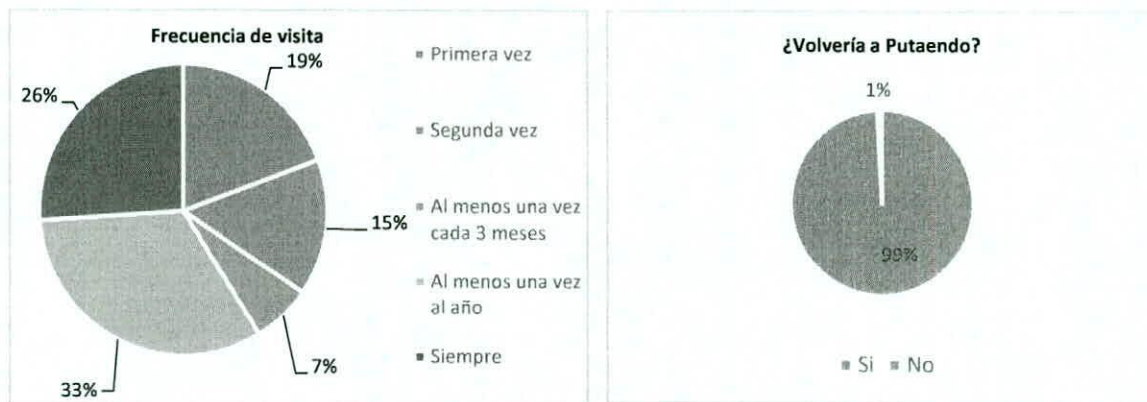 Frecuencia de visita
19%
26%
15%
7%
33%
Primera vez
Segunda vez
Al menos una vez
cada 3 meses
Al menos una vez
al año
Siempre
¿Volvería a Putaendo?
1%
99%
Si No